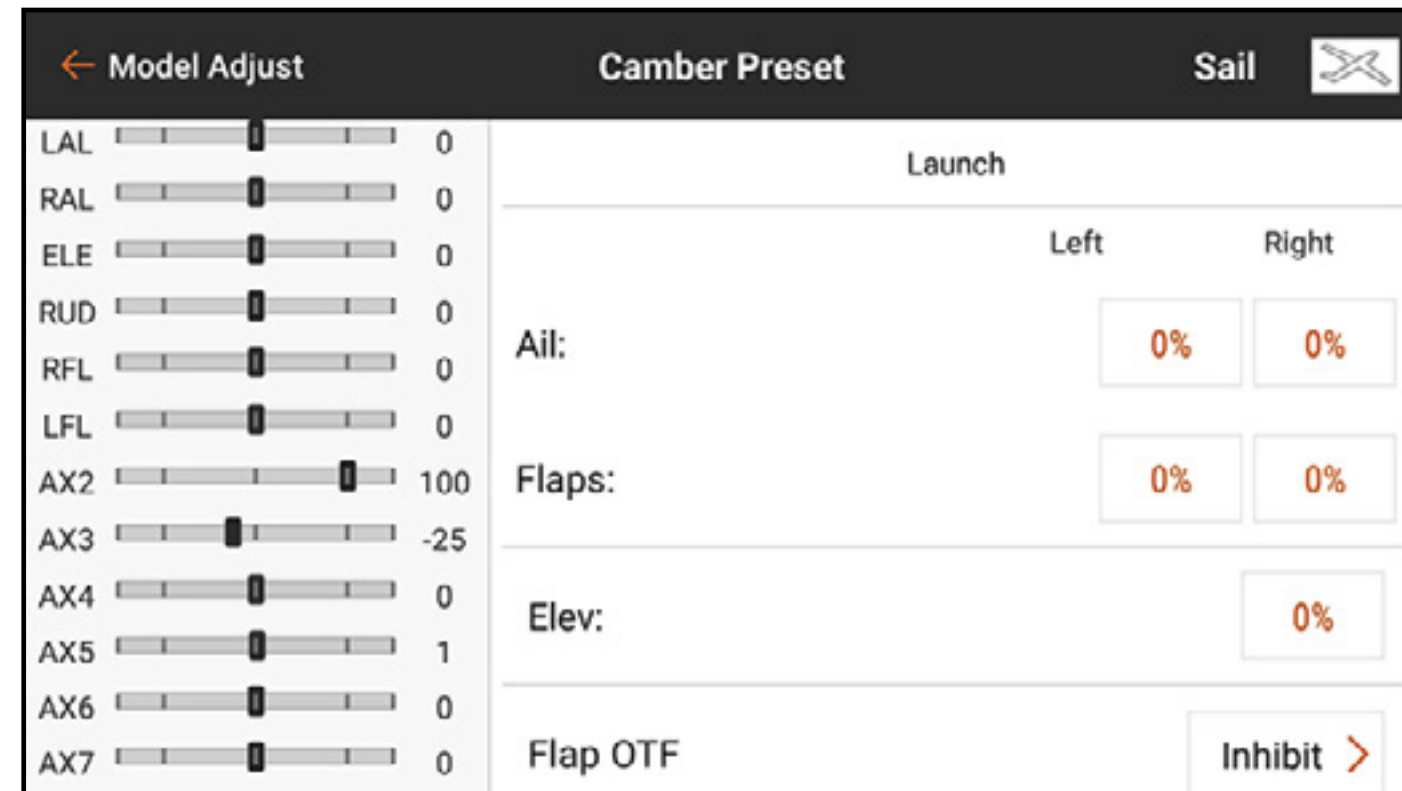 ← Model Adjust Camber Preset Sail
LAL 0
RAL 0
ELE 0
RUD 0
RFL 0
LFL 0
AX2 100
AX3 -25
AX4 0
AX5 1
AX6 0
AX7 0
Launch
Left Right
Ail: 0% 0%
Flaps: 0% 0%
Elev: 0%
Flap OTF Inhibit >